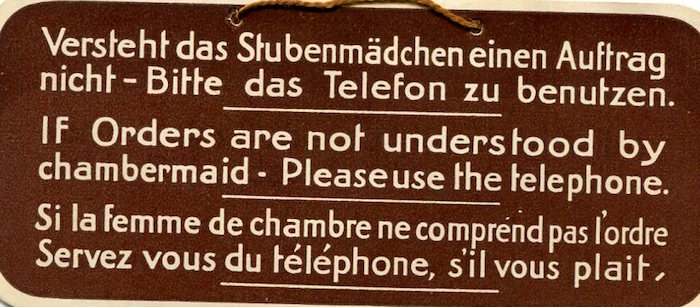 Versteht das Stubenmädchen einen Auftrag
nicht - Bitte das Telefon zu benutzen.
IF Orders are not understood by
chambermaid - Please use the telephone.
Si la femme de chambre ne comprend pas l'ordre
Servez vous du téléphone, s'il vous plait,